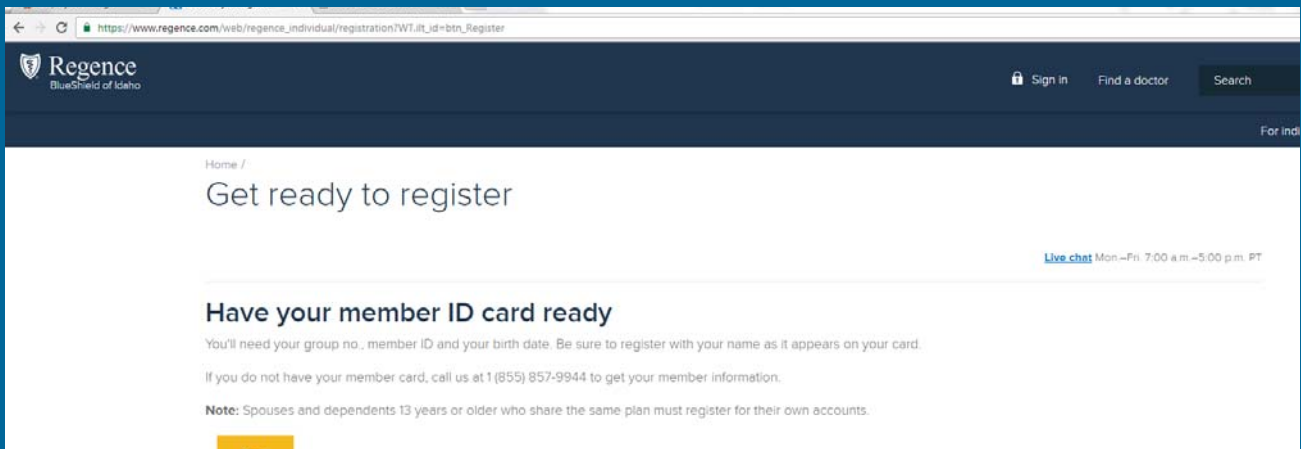 https://www.regence.com/web/regence_individual/registration?WT.ilt_id=btn_Register
Regence
BlueShield of Idaho
Sign in Find a doctor Search
For indi
Home /
Get ready to register
Live chat Mon.–Fri. 7:00 a.m.–5:00 p.m. PT
Have your member ID card ready
You'll need your group no., member ID and your birth date. Be sure to register with your name as it appears on your card.
If you do not have your member card, call us at 1 (855) 857-9944 to get your member information.
Note: Spouses and dependents 13 years or older who share the same plan must register for their own accounts.